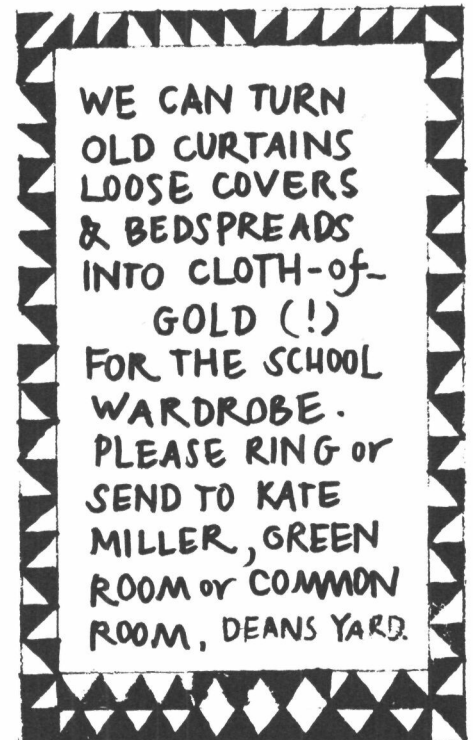 WE CAN TURN
OLD CURTAINS
LOOSE COVERS
& BEDSPREADS
INTO CLOTH-of-
GOLD (!)
FOR THE SCHOOL
WARDROBE.
PLEASE RING or
SEND TO KATE
MILLER, GREEN
ROOM or COMMON
ROOM, DEANS YARD.